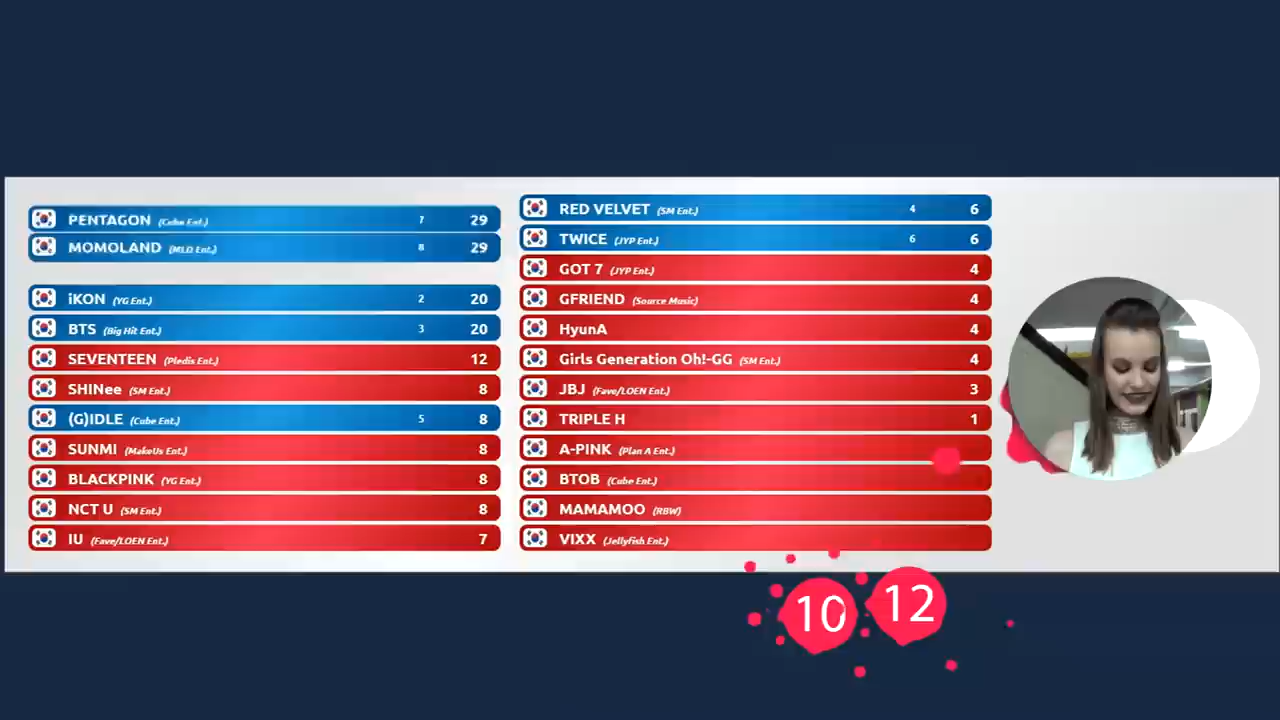 PENTAGON (Cube Ent.) 7 29
MOMOLAND (MLD Ent.) 8 29
iKON (YG Ent.) 2 20
BTS (Big Hit Ent.) 3 20
SEVENTEEN (Pledis Ent.) 12
SHINee (SM Ent.) 8
(G)IDLE (Cube Ent.) 5 8
SUNMI (MakeUs Ent.) 8
BLACKPINK (YG Ent.) 8
NCT U (SM Ent.) 8
IU (Fave/LOEN Ent.) 7
RED VELVET (SM Ent.) 4 6
TWICE (JYP Ent.) 6 6
GOT 7 (JYP Ent.) 4
GFRIEND (Source Music) 4
HyunA 4
Girls Generation Oh!-GG (SM Ent.) 4
JBJ (Fave/LOEN Ent.) 3
TRIPLE H 1
A-PINK (Plan A Ent.)
BTOB (Cube Ent.)
MAMAMOO (RBW)
VIXX (Jellyfish Ent.)
10 12